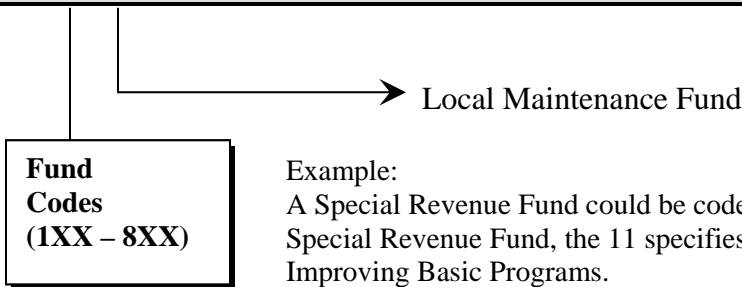 Local Maintenance Fund
Fund
Codes
(1XX – 8XX)
Example:
A Special Revenue Fund could be
Special Revenue Fund, the 11 specifies
Improving Basic Programs.